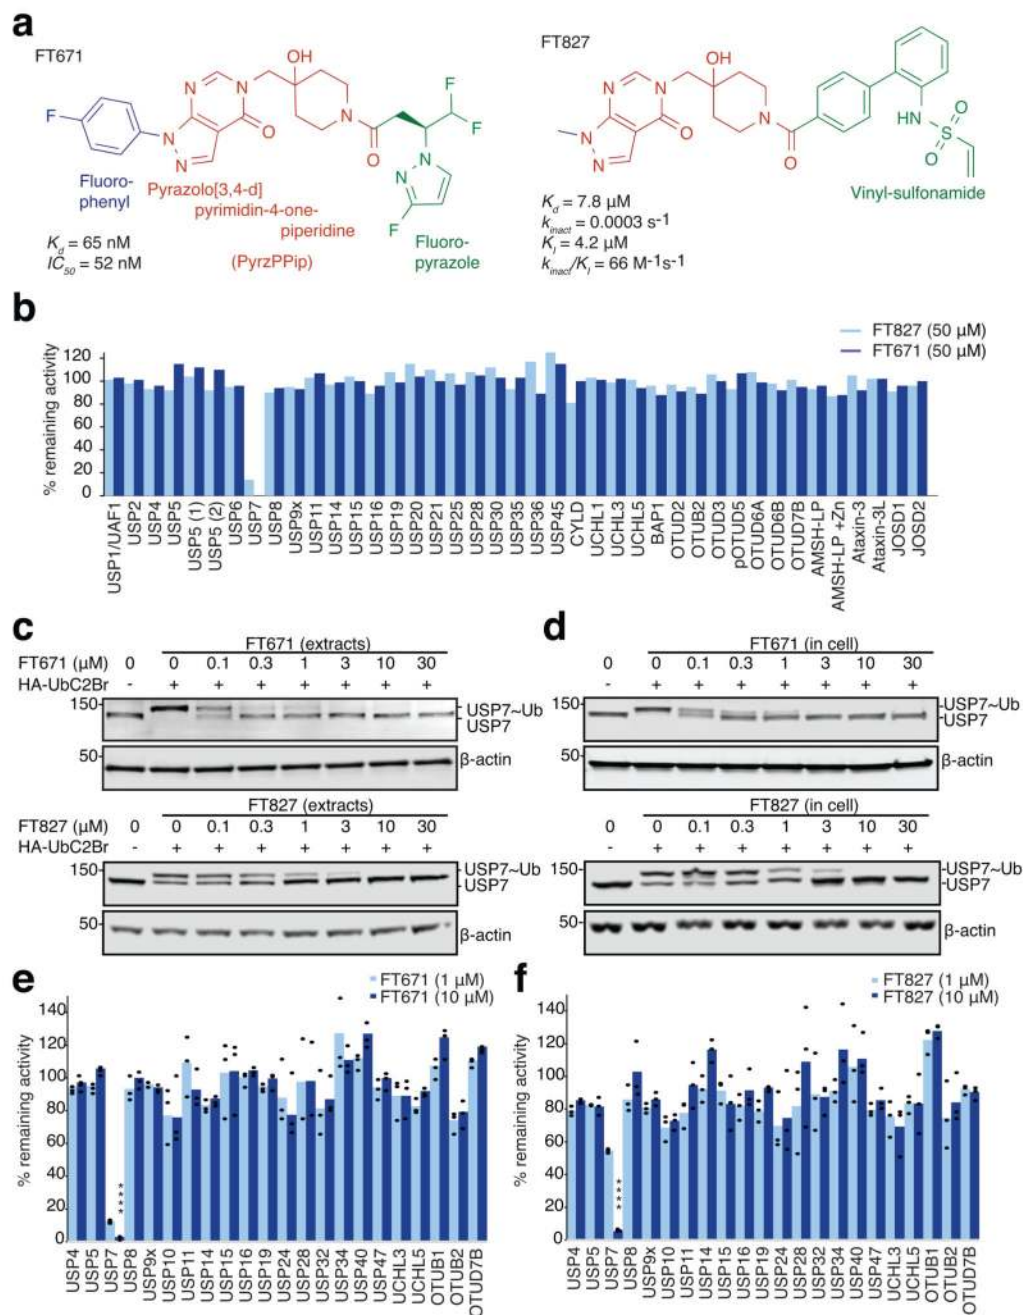 a
FT671
FT827
OH
N
N
N
N
O
N
O
F
F
F
N
N
F
Fluoro-
phenyl
Pyrazolo[3,4-d]
pyrimidin-4-one-
piperidine
(PyrzPPip)
Fluoro-
pyrazole
Kd = 65 nM
IC50 = 52 nM
OH
N
N
N
N
O
N
O
HN
S
O
O
Vinyl-sulfonamide
Kd = 7.8 µM
kinact = 0.0003 s-1
KI = 4.2 µM
kinact/KI = 66 M-1s-1
b
FT827 (50 µM)
FT671 (50 µM)
% remaining activity
120
100
80
60
40
20
0
USP1/UAF1
USP2
USP4
USP5
USP5 (1)
USP5 (2)
USP6
USP7
USP8
USP9x
USP11
USP14
USP15
USP16
USP19
USP20
USP21
USP25
USP28
USP30
USP35
USP36
USP45
CYLD
UCHL1
UCHL3
UCHL5
BAP1
OTUD2
OTUB2
OTUD3
pOTUD5
OTUD6A
OTUD6B
OTUD7B
AMSH-LP
AMSH-LP +Zn
Ataxin-3
Ataxin-3L
JOSD1
JOSD2
c
FT671 (extracts)
FT671 (µM) 0 0 0.1 0.3 1 3 10 30
HA-UbC2Br - + + + + + + +
150
USP7~Ub
USP7
50
β-actin
FT827 (extracts)
FT827 (µM) 0 0 0.1 0.3 1 3 10 30
HA-UbC2Br - + + + + + + +
150
USP7~Ub
USP7
50
β-actin
d
FT671 (in cell)
0 0 0.1 0.3 1 3 10 30
- + + + + + + +
150
USP7~Ub
USP7
50
β-actin
FT827 (in cell)
0 0 0.1 0.3 1 3 10 30
- + + + + + + +
150
USP7~Ub
USP7
50
β-actin
e
FT671 (1 µM)
FT671 (10 µM)
% remaining activity
140
120
100
80
60
40
20
0
****
USP4
USP5
USP7
USP8
USP9x
USP10
USP11
USP14
USP15
USP16
USP19
USP24
USP28
USP32
USP34
USP40
USP47
UCHL3
UCHL5
OTUB1
OTUB2
OTUD7B
f
FT827 (1 µM)
FT827 (10 µM)
% remaining activity
140
120
100
80
60
40
20
0
****
USP4
USP5
USP7
USP8
USP9x
USP10
USP11
USP14
USP15
USP16
USP19
USP24
USP28
USP32
USP34
USP40
USP47
UCHL3
UCHL5
OTUB1
OTUB2
OTUD7B